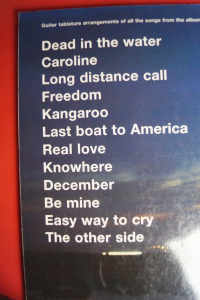 Guitar tablature arrangements of all the songs from the album
Dead in the water
Caroline
Long distance call
Freedom
Kangaroo
Last boat to America
Real love
Knowhere
December
Be mine
Easy way to cry
The other side